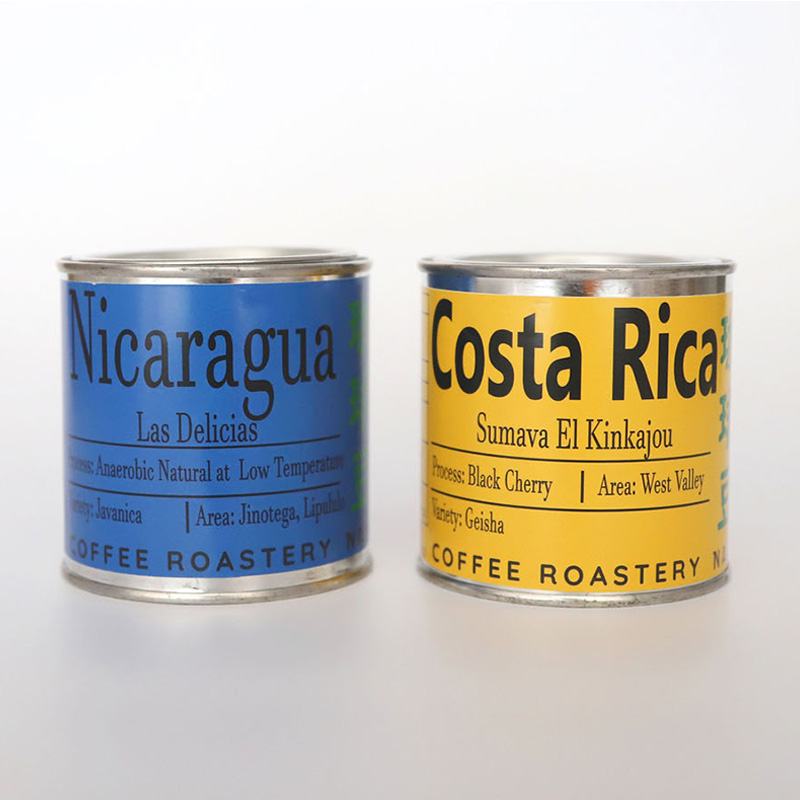 Nicaragua
Las Delicias
Process: Anaerobic Natural at Low Temperature
Variety: Javanica | Area: Jinotega, Lipululo
COFFEE ROASTERY
Costa Rica
Sumava El Kinkajou
Process: Black Cherry | Area: West Valley
Variety: Geisha
COFFEE ROASTERY